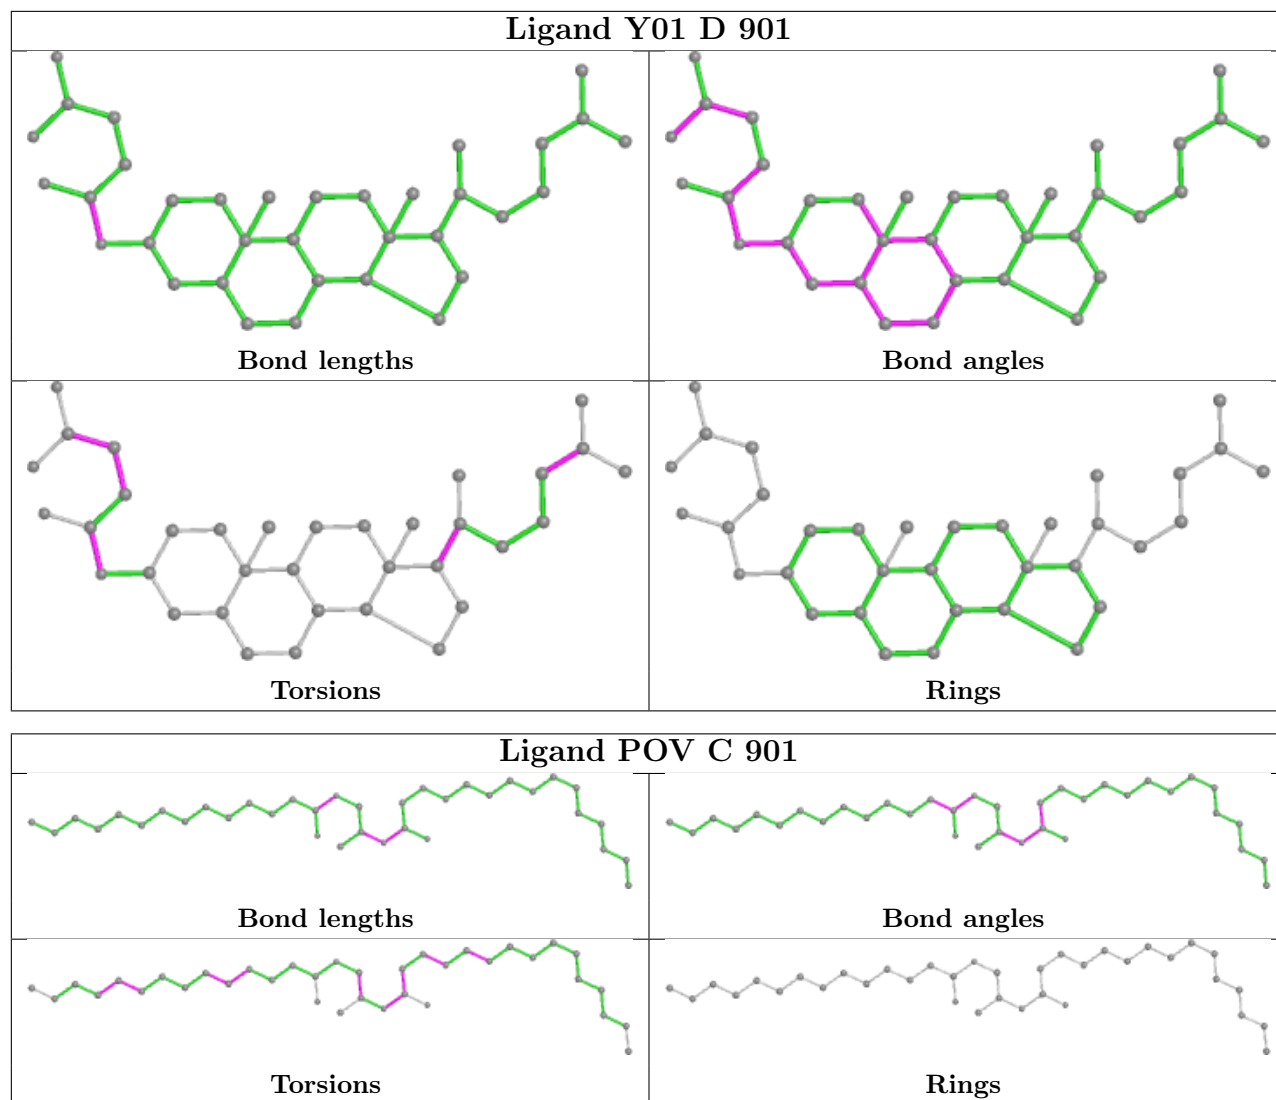 Ligand Y01 D 901
Bond lengths
Bond angles
Torsions
Rings
Ligand POV C 901
Bond lengths
Bond angles
Torsions
Rings